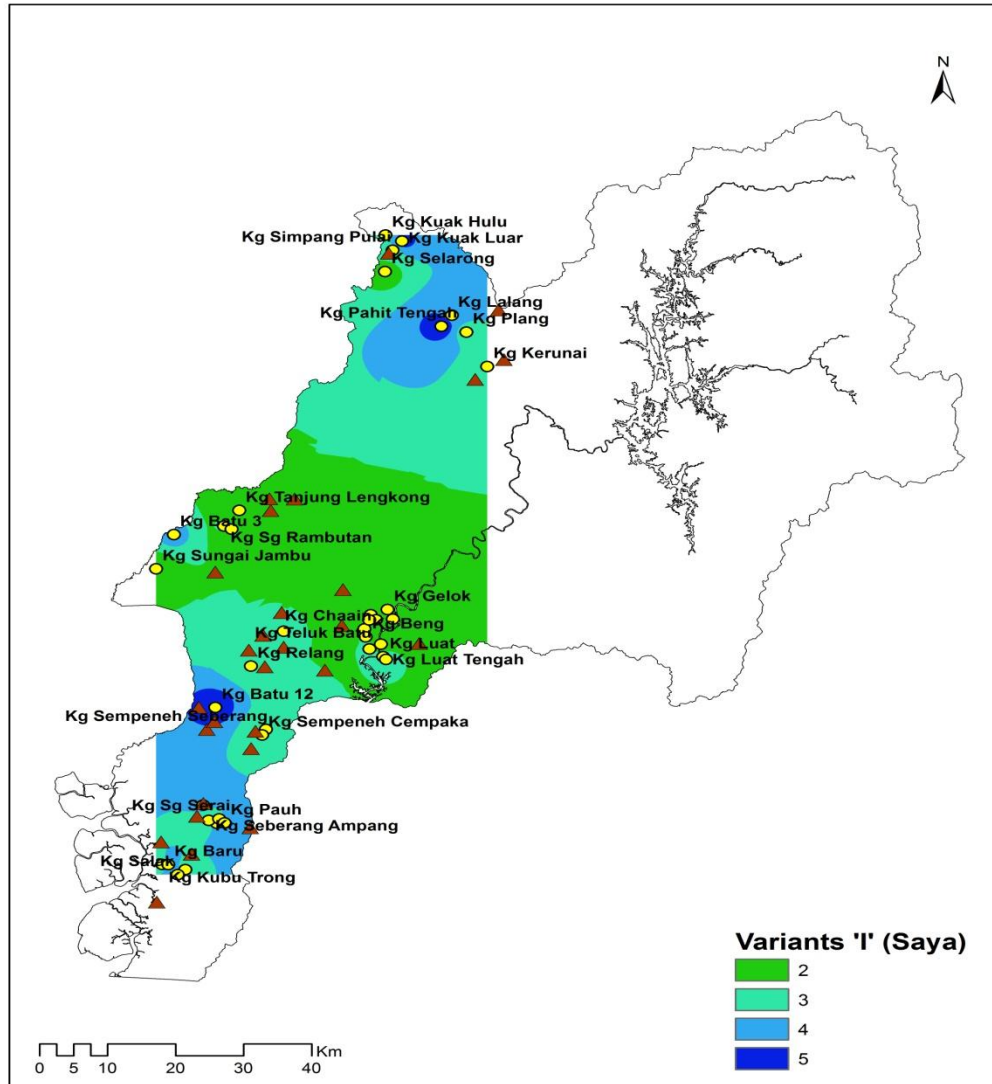 N
Kg Kuak Hulu
Kg Simpang Pulai
Kg Kuak Luar
Kg Selarong
Kg Lalang
Kg Pahit Tengah
Kg Plang
Kg Kerunai
Kg Tanjung Lengkong
Kg Batu 3
Kg Sg Rambutan
Kg Sungai Jambu
Kg Gelok
Kg Chaain
Kg Beng
Kg Teluk Batu
Kg Luat
Kg Relang
Kg Luat Tengah
Kg Batu 12
Kg Sempeneh Seberang
Kg Sempeneh Cempaka
Kg Sg Serai
Kg Pauh
Kg Seberang Ampang
Kg Baru
Kg Salak
Kg Kubu Trong
Variants 'I' (Saya)
2
3
4
5
Km
0 5 10 20 30 40